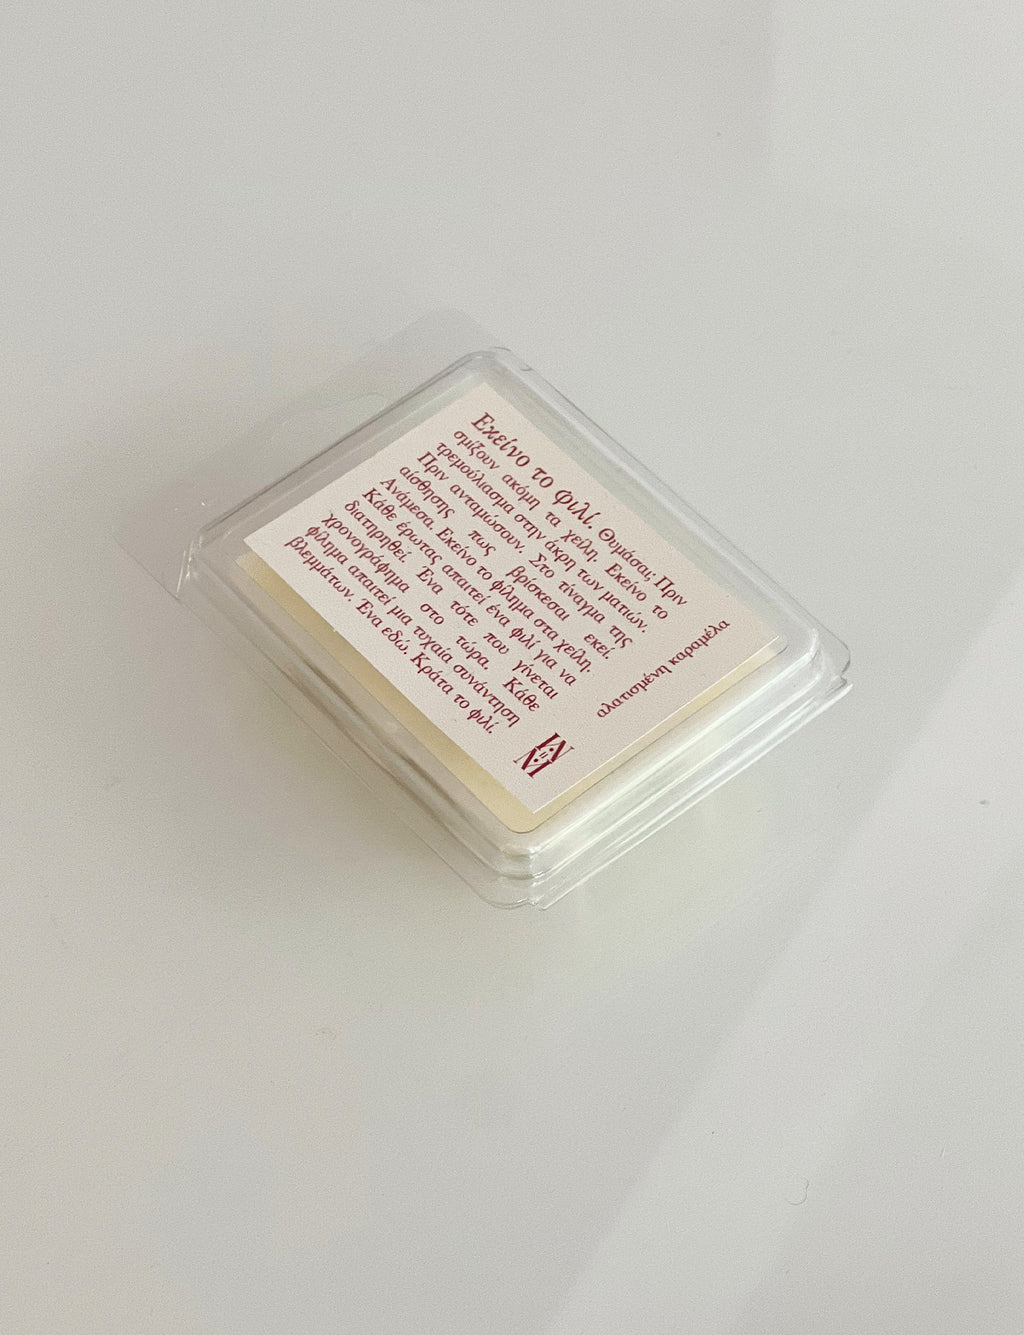 Εκείνο το φιλί. Θυμάσαι; Πριν
σμίξουν ακόμη τα χείλη. Εκείνο το
τρεμούλιασμα στην άκρη των ματιών.
Πριν ανταμώσουν. Στο τίναγμα της
αίσθησης πως βρίσκεσαι εκεί.
Ανάμεσα. Εκείνο το φίλημα στα χείλη.
Κάθε έρωτας απαιτεί ένα φιλί για να
διατηρηθεί. Ένα τότε που γίνεται
χρονογράφημα στο τώρα. Κάθε
φίλημα απαιτεί μια τυχαία συνάντηση
βλεμμάτων. Ένα εδώ. Κράτα το φιλί.
αλατισμένη καραμέλα